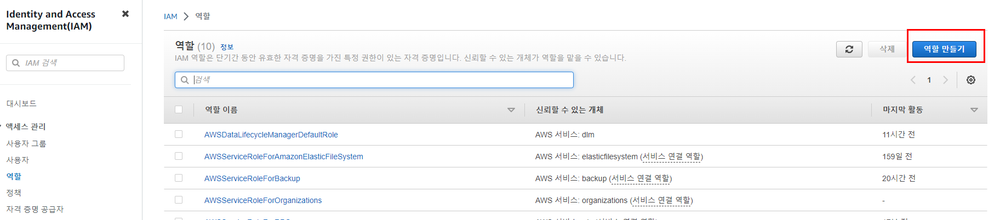 Identity and Access
Management(IAM)
IAM 검색
대시보드
액세스 관리
사용자 그룹
사용자
역할
정책
자격 증명 공급자
IAM > 역할
역할 (10) 정보
IAM 역할은 단기간 동안 유효한 자격 증명을 가진 특정 권한이 있는 자격 증명입니다. 신뢰할 수 있는 개체가 역할을 맡을 수 있습니다.
삭제
역할 만들기
검색
1
역할 이름 신뢰할 수 있는 개체 마지막 활동
AWSDataLifecycleManagerDefaultRole AWS 서비스: dlm 11시간 전
AWSServiceRoleForAmazonElasticFileSystem AWS 서비스: elasticfilesystem (서비스 연결 역할) 159일 전
AWSServiceRoleForBackup AWS 서비스: backup (서비스 연결 역할) 20시간 전
AWSServiceRoleForOrganizations AWS 서비스: organizations (서비스 연결 역할) -